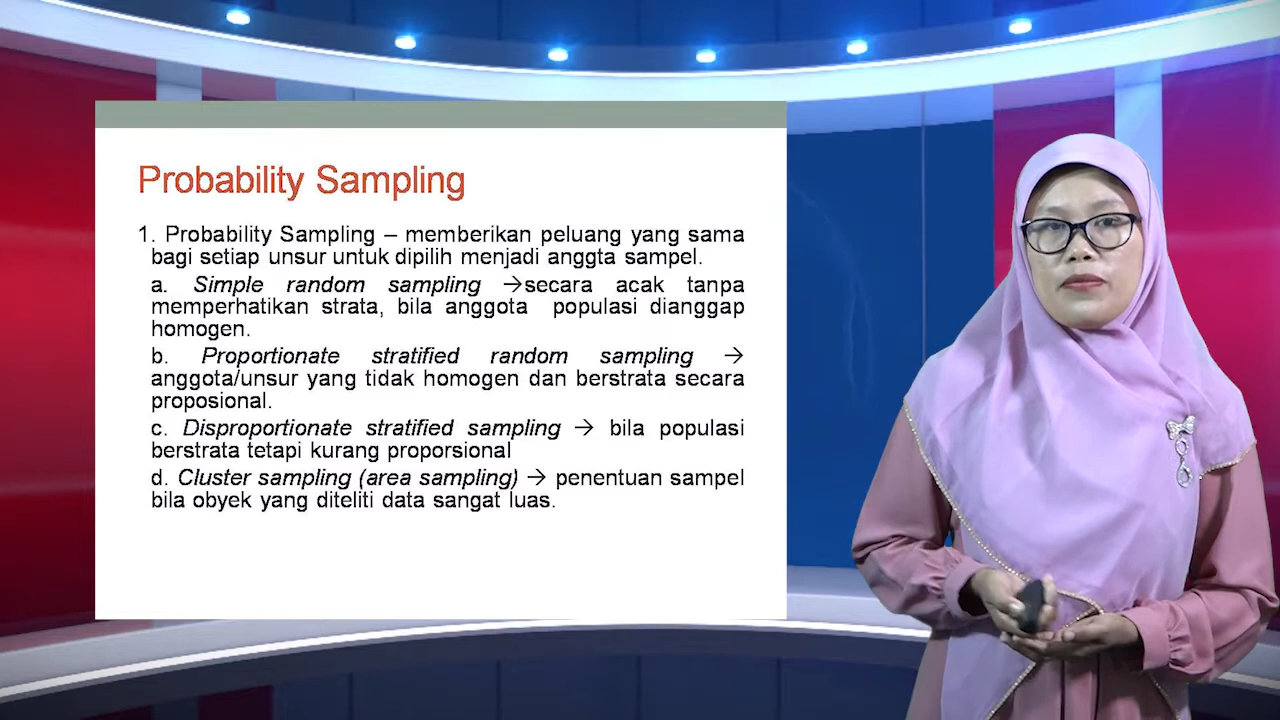 Probability Sampling
1. Probability Sampling – memberikan peluang yang sama
bagi setiap unsur untuk dipilih menjadi anggta sampel.
a. Simple random sampling →secara acak tanpa
memperhatikan strata, bila anggota populasi dianggap
homogen.
b. Proportionate stratified random sampling →
anggota/unsur yang tidak homogen dan berstrata secara
proposional.
c. Disproportionate stratified sampling → bila populasi
berstrata tetapi kurang proporsional
d. Cluster sampling (area sampling) → penentuan sampel
bila obyek yang diteliti data sangat luas.